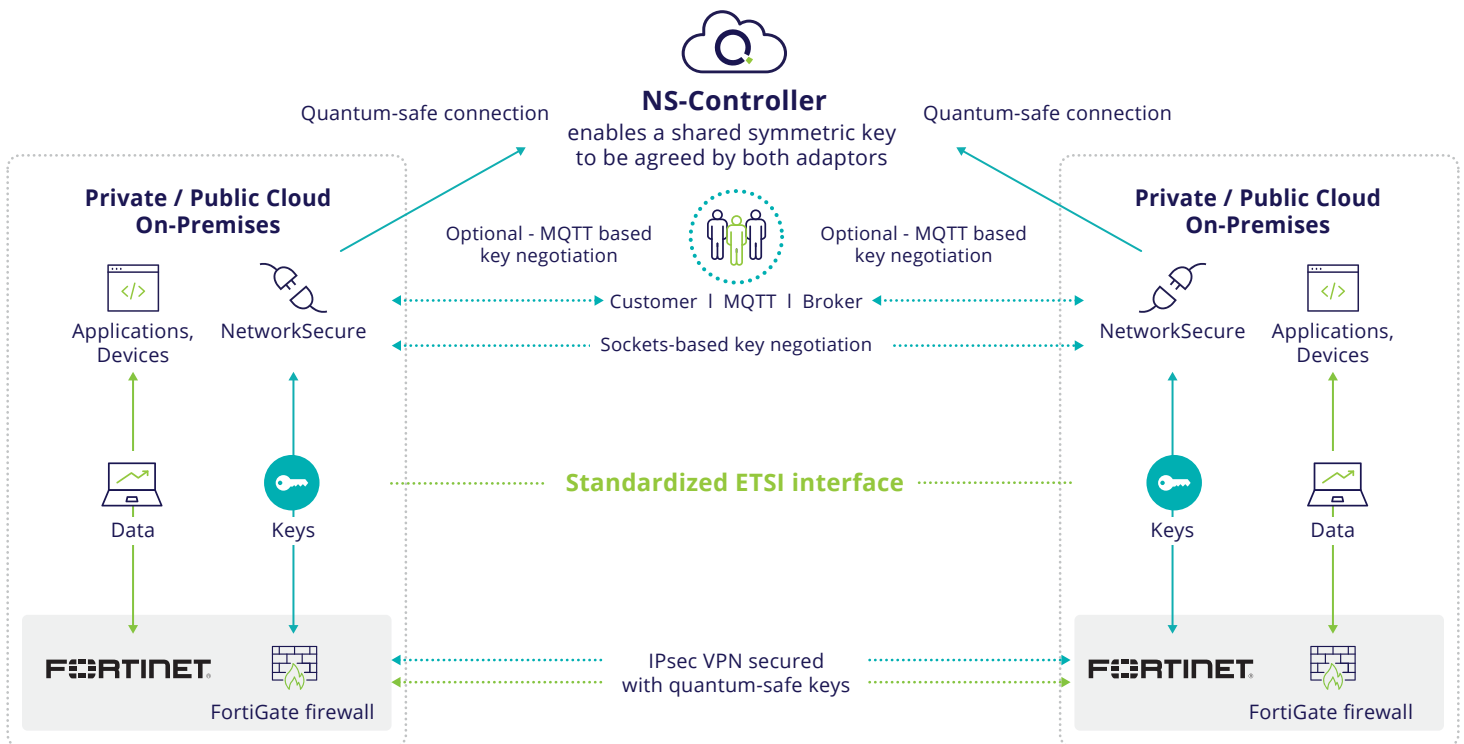 NS-Controller
enables a shared symmetric key
to be agreed by both adaptors
Quantum-safe connection
Quantum-safe connection
Private / Public Cloud
On-Premises
Applications,
Devices
NetworkSecure
Data
Keys
FORTINET®
FortiGate firewall
Optional - MQTT based
key negotiation
Optional - MQTT based
key negotiation
Customer | MQTT | Broker
Sockets-based key negotiation
Standardized ETSI interface
IPsec VPN secured
with quantum-safe keys
Private / Public Cloud
On-Premises
NetworkSecure
Applications,
Devices
Keys
Data
FORTINET®
FortiGate firewall